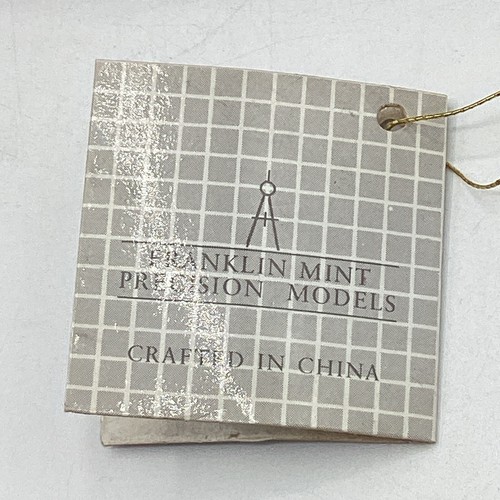 FRANKLIN MINT
PRECISION MODELS
CRAFTED IN CHINA